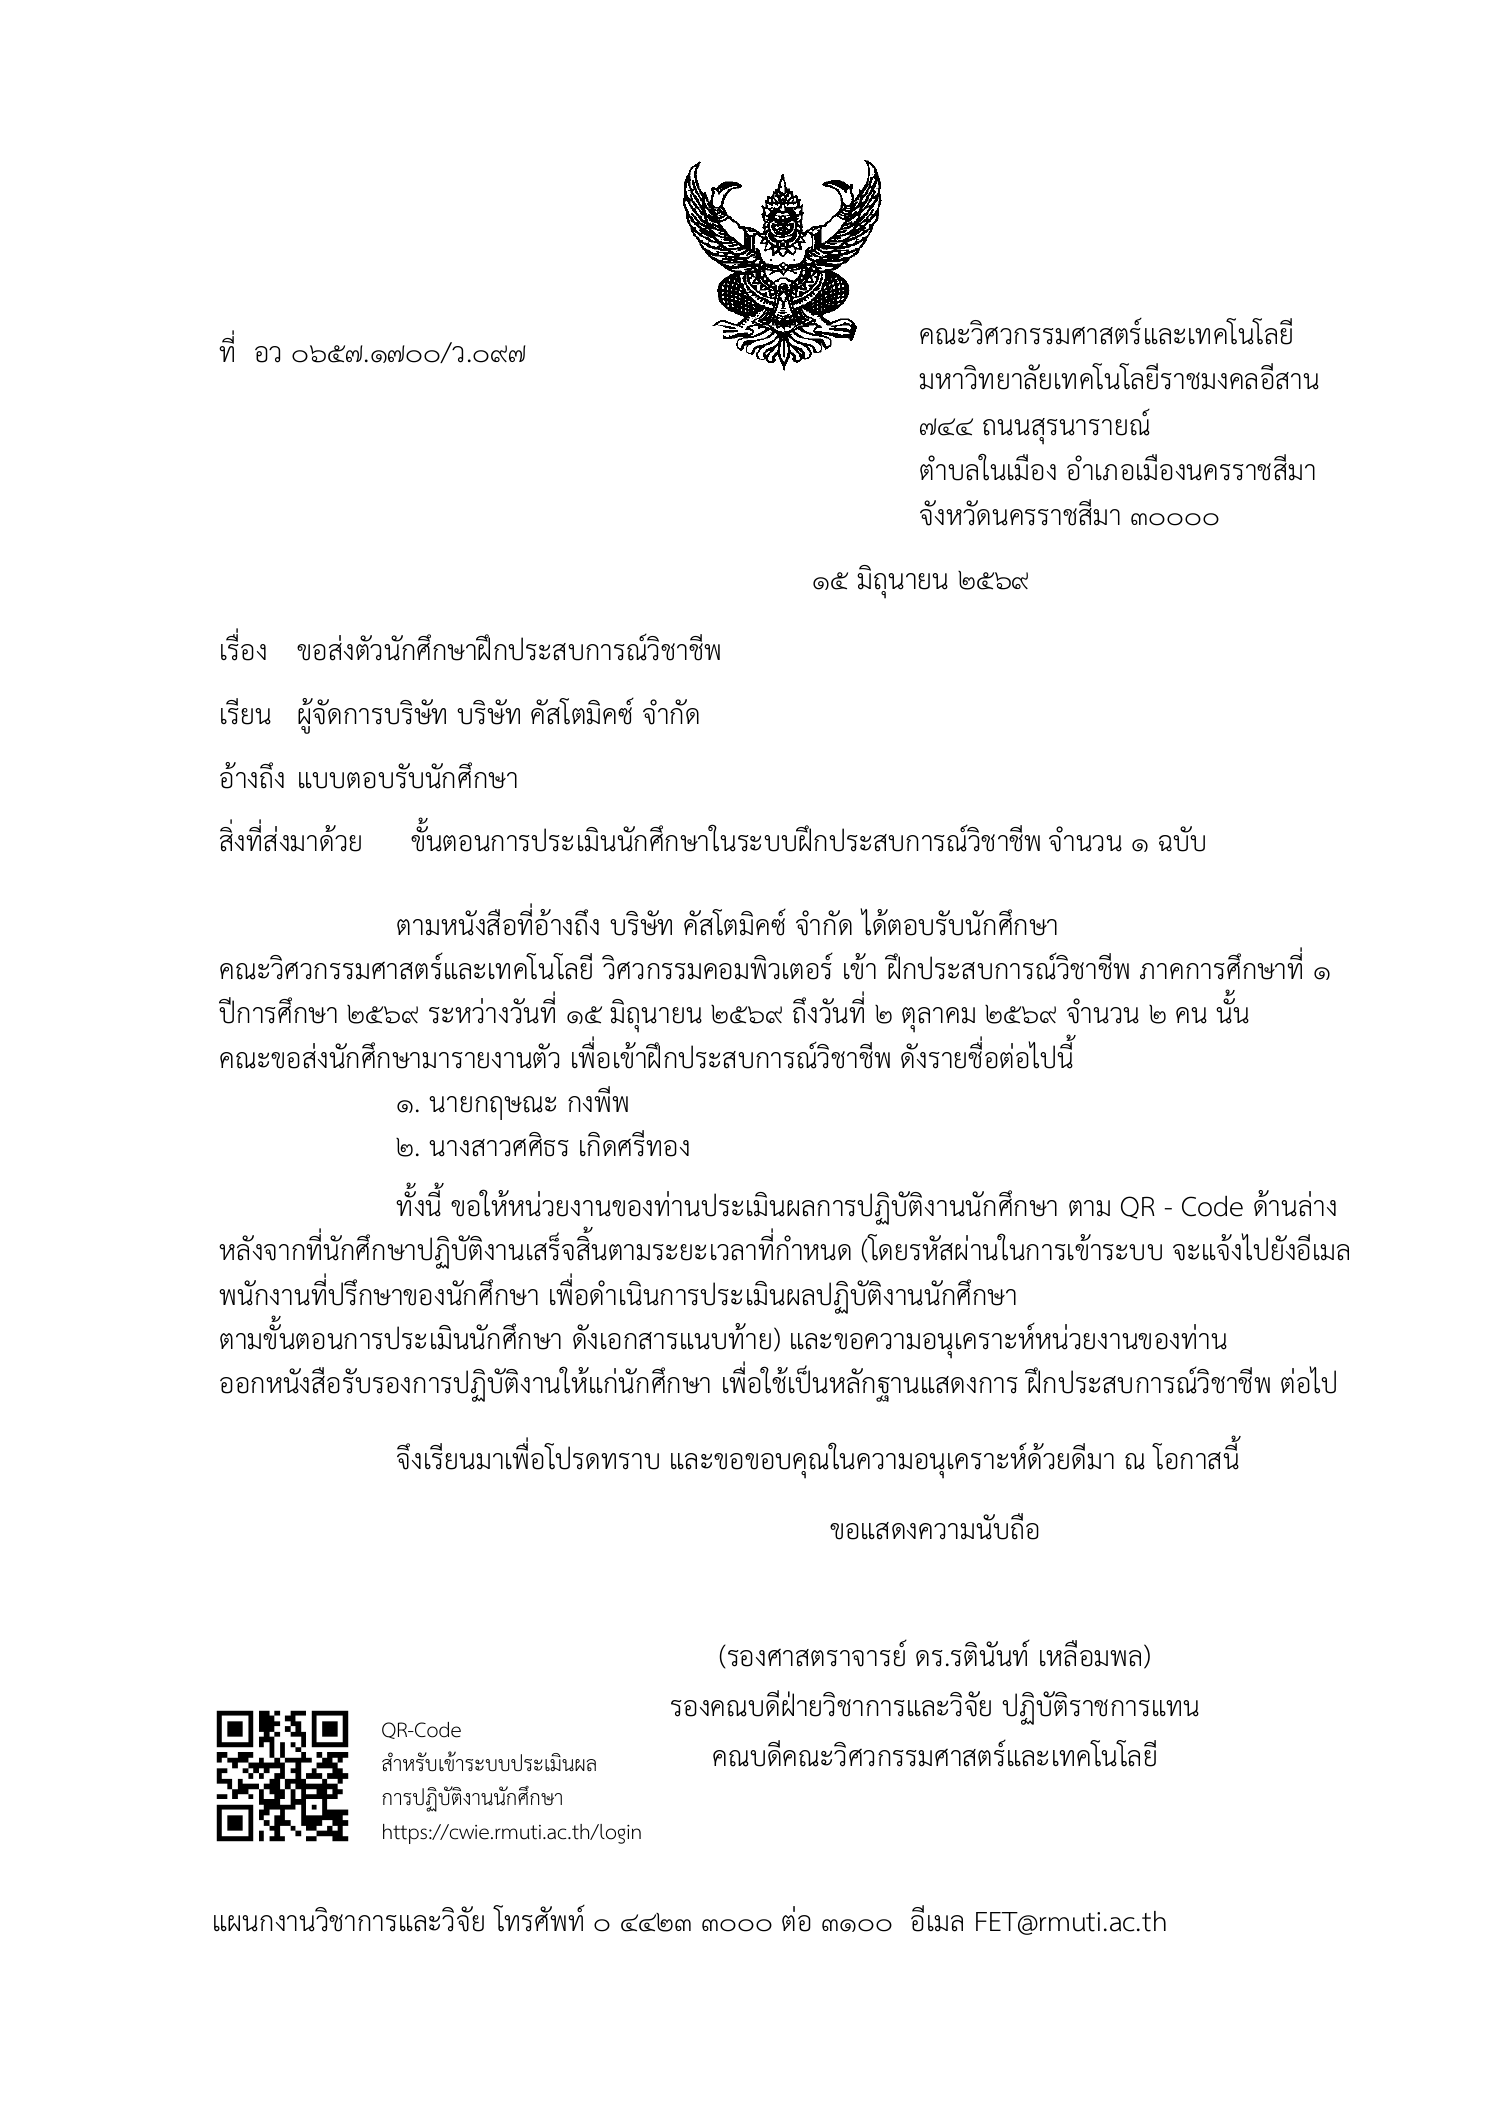 ที่ อว ๐๖๕๗.๑๗๐๐/ว.๐๙๗
คณะวิศวกรรมศาสตร์และเทคโนโลยี
มหาวิทยาลัยเทคโนโลยีราชมงคลอีสาน
๗๔๔ ถนนสุรนารายณ์
ตำบลในเมือง อำเภอเมืองนครราชสีมา
จังหวัดนครราชสีมา ๓๐๐๐๐
๑๕ มิถุนายน ๒๕๖๙
เรื่อง ขอส่งตัวนักศึกษาฝึกประสบการณ์วิชาชีพ
เรียน ผู้จัดการบริษัท บริษัท คัสโตมิคซ์ จำกัด
อ้างถึง แบบตอบรับนักศึกษา
สิ่งที่ส่งมาด้วย ขั้นตอนการประเมินนักศึกษาในระบบฝึกประสบการณ์วิชาชีพ จำนวน ๑ ฉบับ
ตามหนังสือที่อ้างถึง บริษัท คัสโตมิคซ์ จำกัด ได้ตอบรับนักศึกษา
คณะวิศวกรรมศาสตร์และเทคโนโลยี วิศวกรรมคอมพิวเตอร์ เข้า ฝึกประสบการณ์วิชาชีพ ภาคการศึกษาที่ ๑
ปีการศึกษา ๒๕๖๙ ระหว่างวันที่ ๑๕ มิถุนายน ๒๕๖๙ ถึงวันที่ ๒ ตุลาคม ๒๕๖๙ จำนวน ๒ คน นั้น
คณะขอส่งนักศึกษามารายงานตัว เพื่อเข้าฝึกประสบการณ์วิชาชีพ ดังรายชื่อต่อไปนี้
๑. นายกฤษณะ กงพีพ
๒. นางสาวศศิธร เกิดศรีทอง
ทั้งนี้ ขอให้หน่วยงานของท่านประเมินผลการปฏิบัติงานนักศึกษา ตาม QR - Code ด้านล่าง
หลังจากที่นักศึกษาปฏิบัติงานเสร็จสิ้นตามระยะเวลาที่กำหนด (โดยรหัสผ่านในการเข้าระบบ จะแจ้งไปยังอีเมล
พนักงานที่ปรึกษาของนักศึกษา เพื่อดำเนินการประเมินผลปฏิบัติงานนักศึกษา
ตามขั้นตอนการประเมินนักศึกษา ดังเอกสารแนบท้าย) และขอความอนุเคราะห์หน่วยงานของท่าน
ออกหนังสือรับรองการปฏิบัติงานให้แก่นักศึกษา เพื่อใช้เป็นหลักฐานแสดงการ ฝึกประสบการณ์วิชาชีพ ต่อไป
จึงเรียนมาเพื่อโปรดทราบ และขอขอบคุณในความอนุเคราะห์ด้วยดีมา ณ โอกาสนี้
ขอแสดงความนับถือ
(รองศาสตราจารย์ ดร.รตินันท์ เหลือมพล)
รองคณบดีฝ่ายวิชาการและวิจัย ปฏิบัติราชการแทน
คณบดีคณะวิศวกรรมศาสตร์และเทคโนโลยี
QR-Code
สำหรับเข้าระบบประเมินผล
การปฏิบัติงานนักศึกษา
https://cwie.rmuti.ac.th/login
แผนกงานวิชาการและวิจัย โทรศัพท์ ๐ ๔๔๒๓ ๓๐๐๐ ต่อ ๓๑๐๐ อีเมล FET@rmuti.ac.th